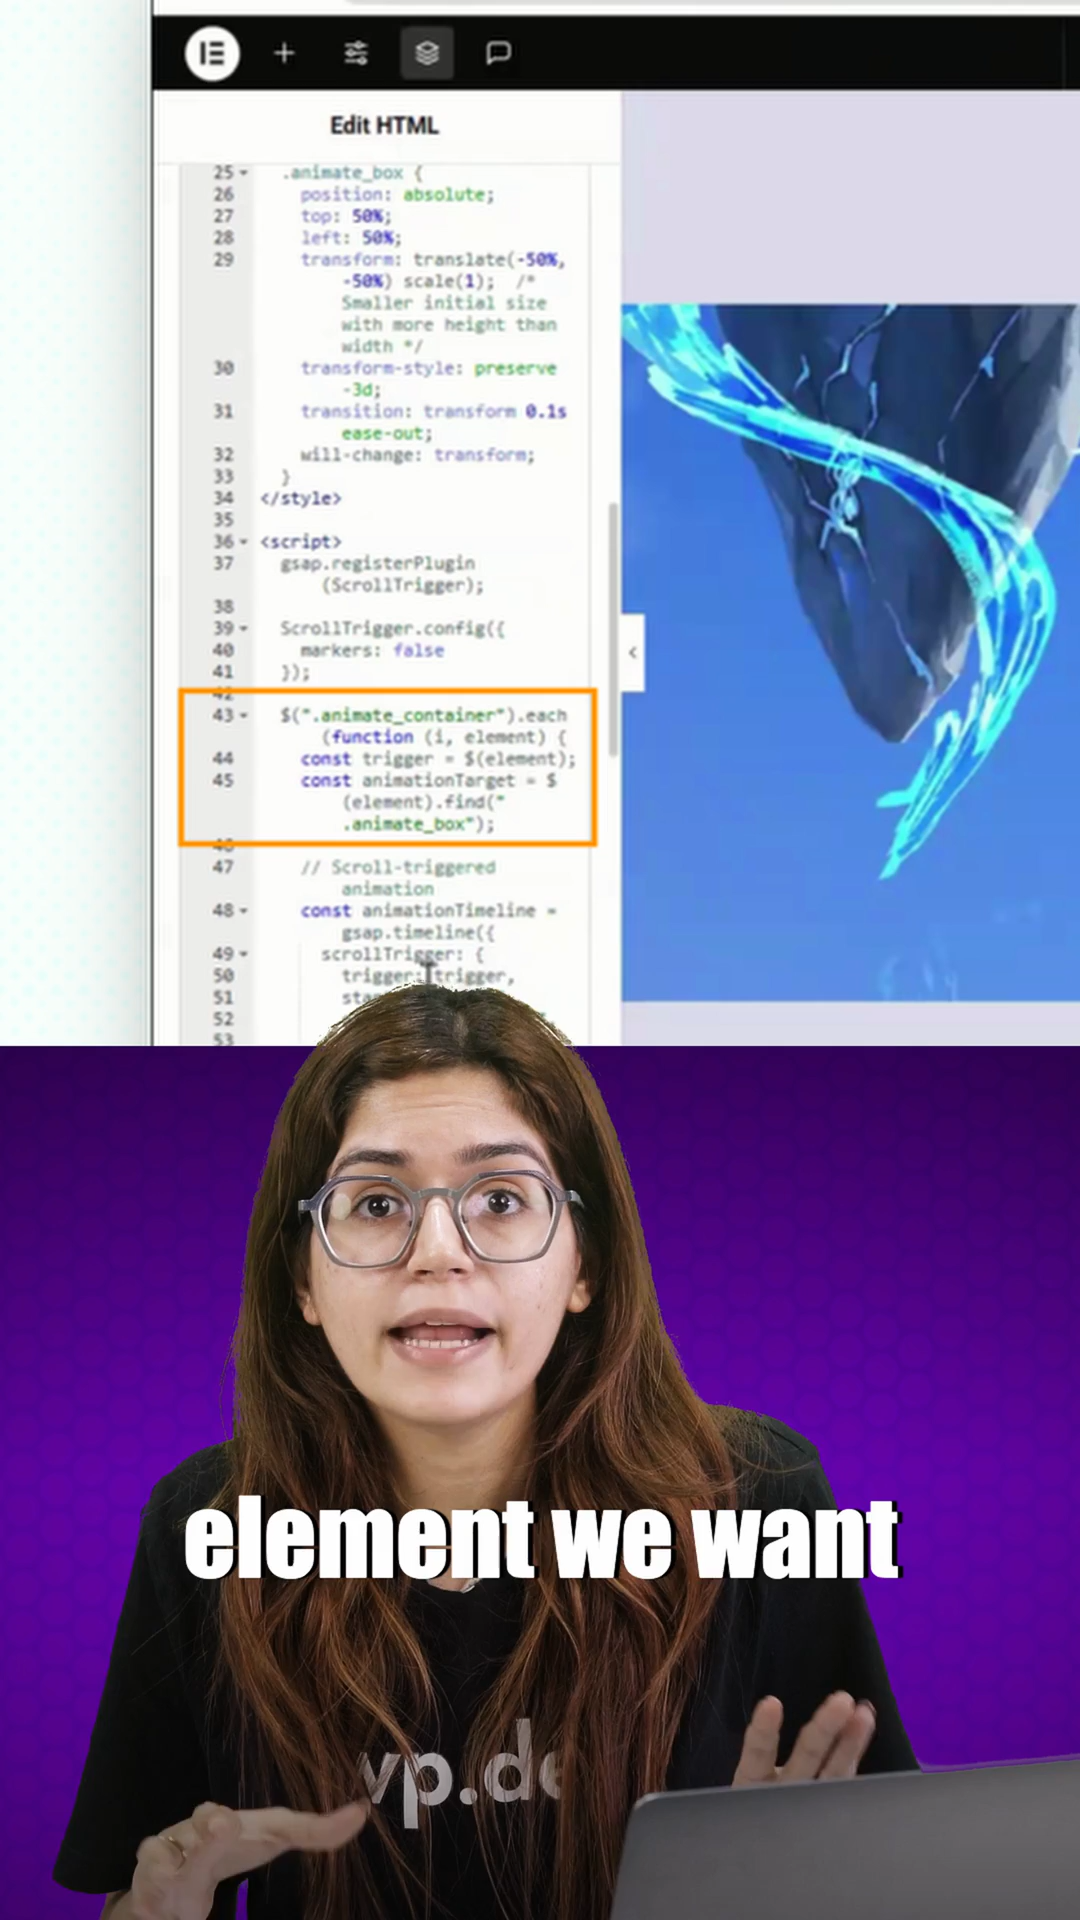 Edit HTML
25 .animate_box {
26 position: absolute;
27 top: 50%;
28 left: 50%;
29 transform: translate(-50%,
-50%) scale(1); /*
Smaller initial size
with more height than
width */
30 transform-style: preserve
-3d;
31 transition: transform 0.1s
ease-out;
32 will-change: transform;
33 }
34 </style>
35
36 <script>
37 gsap.registerPlugin
(ScrollTrigger);
38
39 ScrollTrigger.config({
40 markers: false
41 });
42
43 $(".animate_container").each
(function (i, element) {
44 const trigger = $(element);
45 const animationTarget = $
(element).find("
.animate_box");
46
47 // Scroll-triggered
animation
48 const animationTimeline =
gsap.timeline({
49 scrollTrigger: {
50 trigger: trigger,
51
52
53
element we want